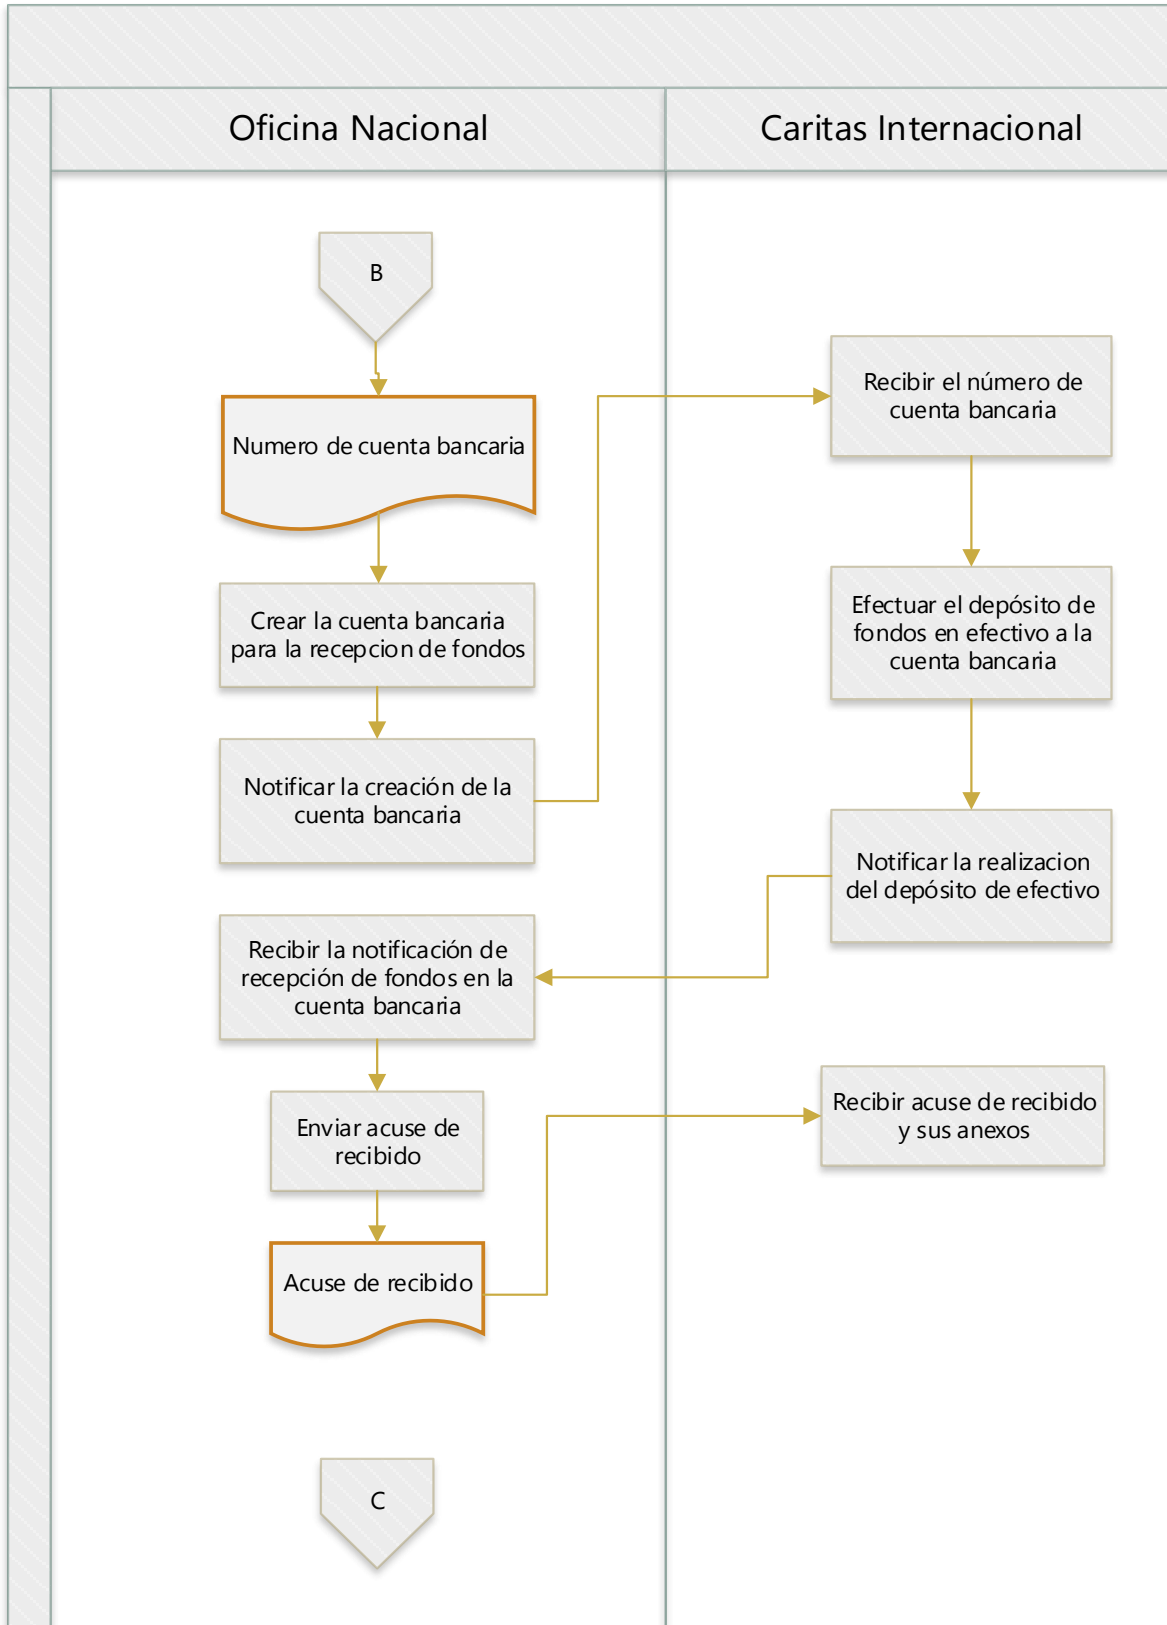 Oficina Nacional
Caritas Internacional
B
Numero de cuenta bancaria
Crear la cuenta bancaria
para la recepcion de fondos
Notificar la creación de la
cuenta bancaria
Recibir el número de
cuenta bancaria
Efectuar el depósito de
fondos en efectivo a la
cuenta bancaria
Notificar la realizacion
del depósito de efectivo
Recibir la notificación de
recepción de fondos en la
cuenta bancaria
Enviar acuse de
recibido
Acuse de recibido
Recibir acuse de recibido
y sus anexos
C